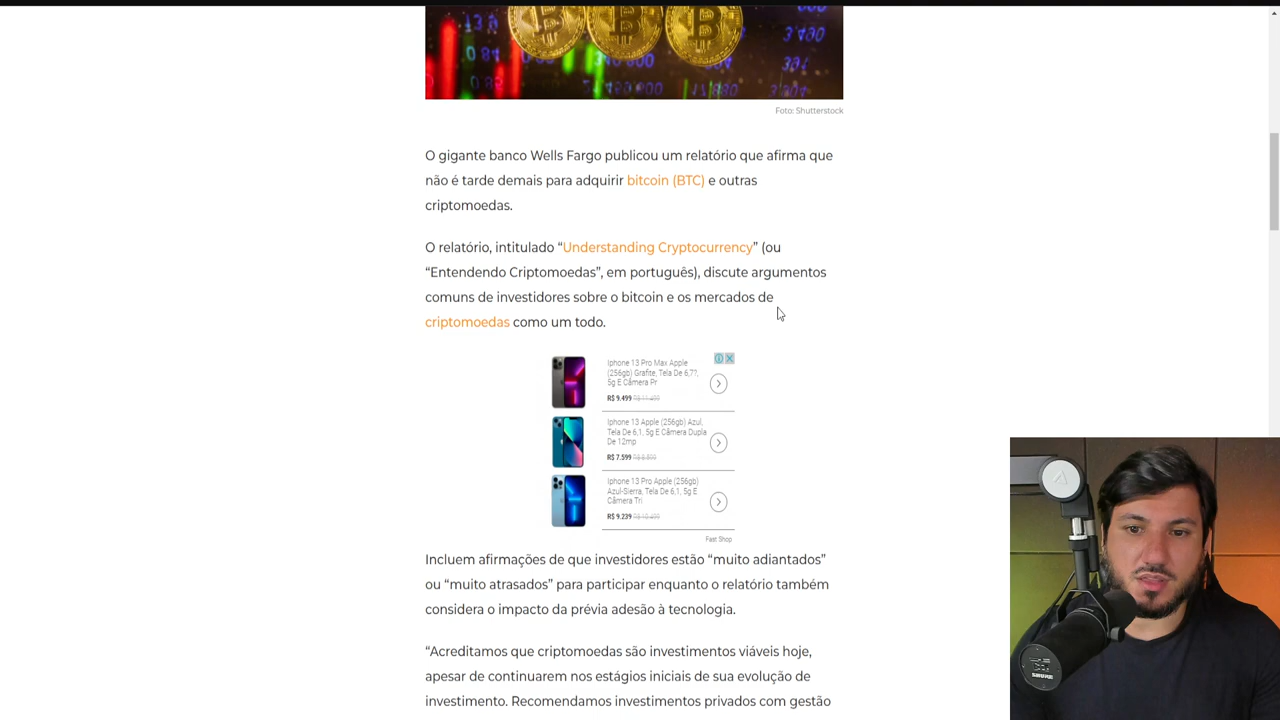 Foto: Shutterstock
O gigante banco Wells Fargo publicou um relatório que afirma que
não é tarde demais para adquirir bitcoin (BTC) e outras
criptomoedas.
O relatório, intitulado “Understanding Cryptocurrency” (ou
“Entendendo Criptomoedas”, em português), discute argumentos
comuns de investidores sobre o bitcoin e os mercados de
criptomoedas como um todo.
Iphone 13 Pro Max Apple
(256gb) Grafite, Tela De 6,7?,
5g E Câmera Pr
R$ 9.499 R$ 11.499
Iphone 13 Apple (256gb) Azul,
Tela De 6,1, 5g E Câmera Dupla
De 12mp
R$ 7.599 R$ 8.899
Iphone 13 Pro Apple (256gb)
Azul-Sierra, Tela De 6,1, 5g E
Câmera Tri
R$ 9.239 R$ 10.499
Fast Shop
Incluem afirmações de que investidores estão “muito adiantados”
ou “muito atrasados” para participar enquanto o relatório também
considera o impacto da prévia adesão à tecnologia.
“Acreditamos que criptomoedas são investimentos viáveis hoje,
apesar de continuarem nos estágios iniciais de sua evolução de
investimento. Recomendamos investimentos privados com gestão